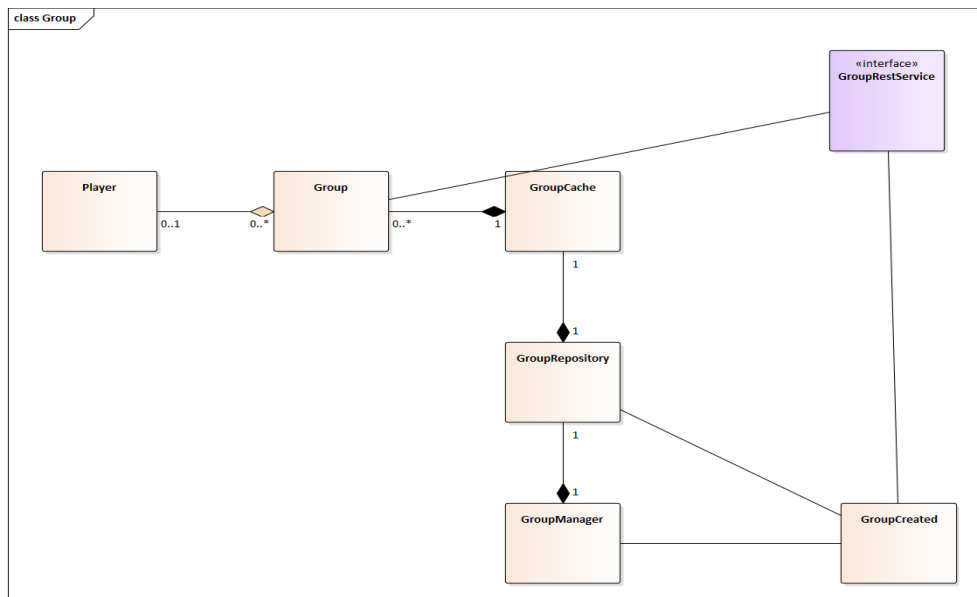 class Group
«interface»
GroupRestService
Player
Group
GroupCache
0..1
0..*
0..*
1
1
1
GroupRepository
1
1
GroupManager
GroupCreated